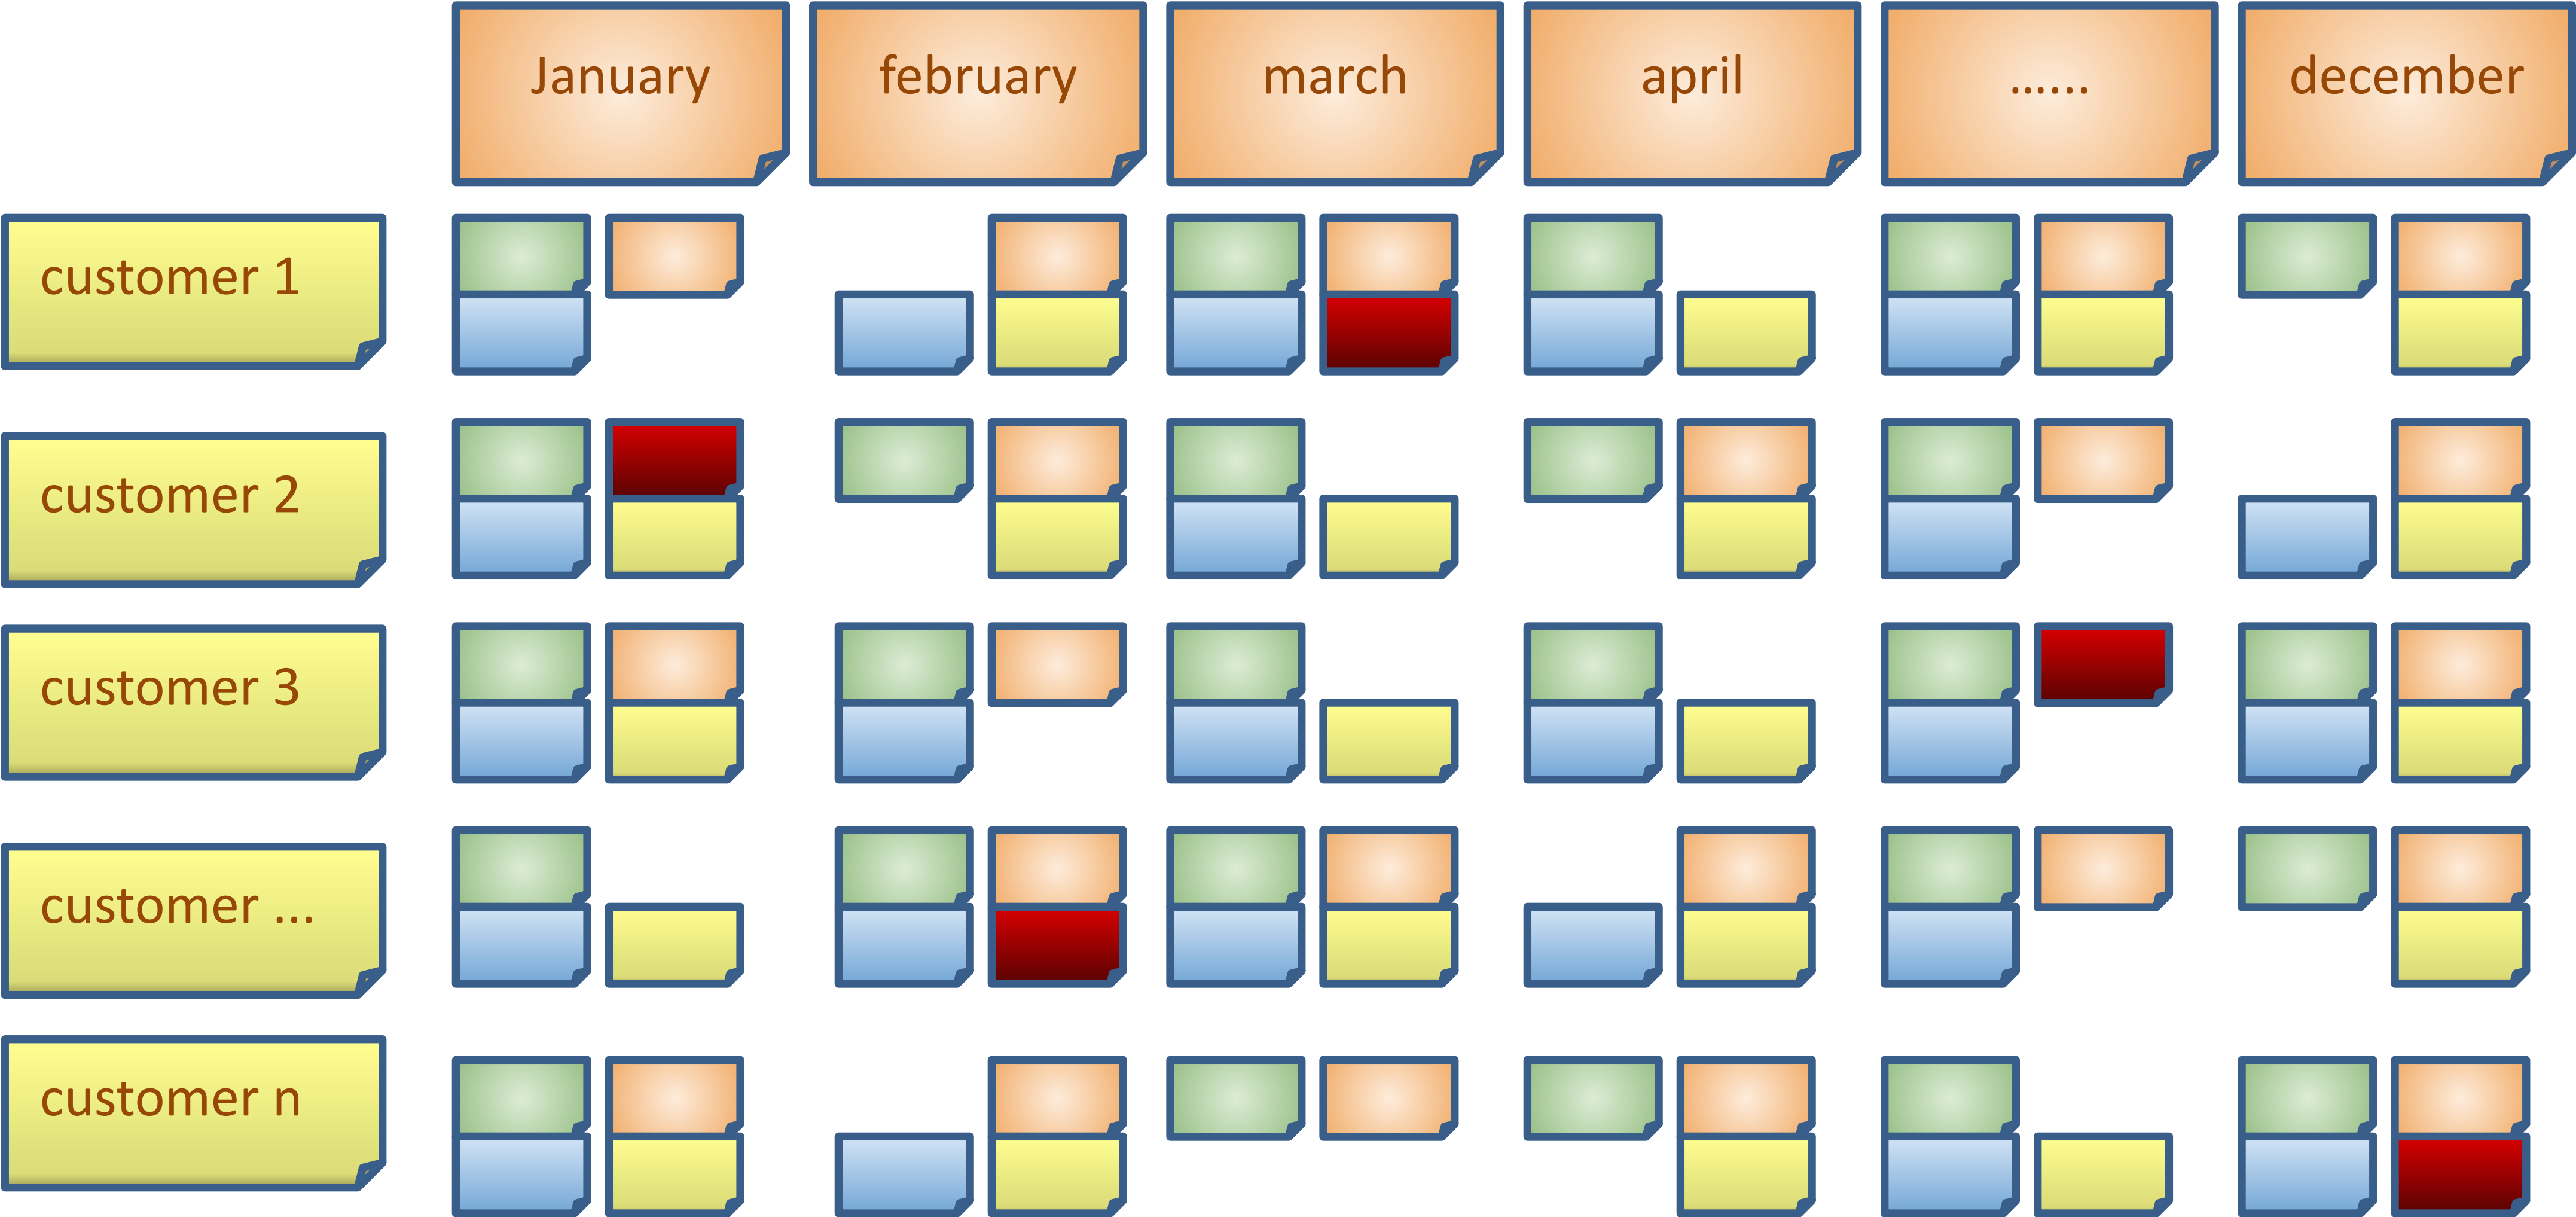 January
february
march
april
......
december
customer 1
customer 2
customer 3
customer ...
customer n